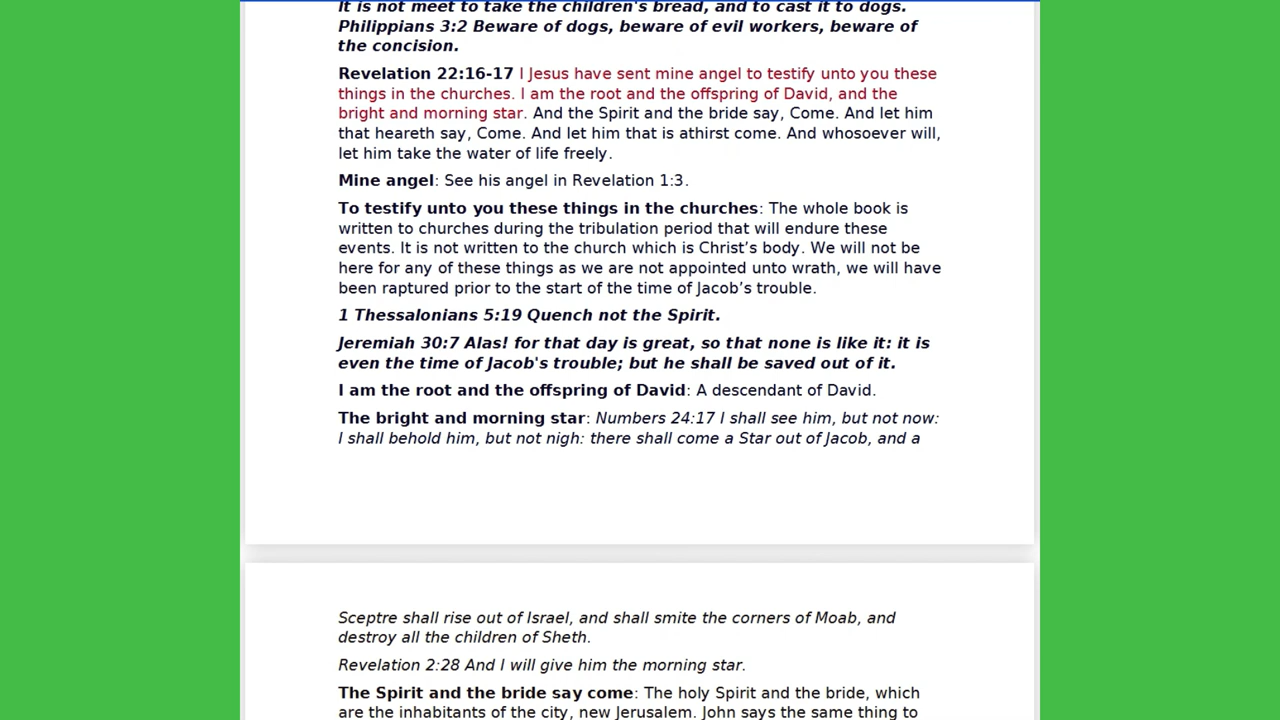 It is not meet to take the children's bread, and to cast it to dogs.
Philippians 3:2 Beware of dogs, beware of evil workers, beware of
the concision.
Revelation 22:16-17 I Jesus have sent mine angel to testify unto you these
things in the churches. I am the root and the offspring of David, and the
bright and morning star. And the Spirit and the bride say, Come. And let him
that heareth say, Come. And let him that is athirst come. And whosoever will,
let him take the water of life freely.
Mine angel: See his angel in Revelation 1:3.
To testify unto you these things in the churches: The whole book is
written to churches during the tribulation period that will endure these
events. It is not written to the church which is Christ’s body. We will not be
here for any of these things as we are not appointed unto wrath, we will have
been raptured prior to the start of the time of Jacob’s trouble.
1 Thessalonians 5:19 Quench not the Spirit.
Jeremiah 30:7 Alas! for that day is great, so that none is like it: it is
even the time of Jacob's trouble; but he shall be saved out of it.
I am the root and the offspring of David: A descendant of David.
The bright and morning star: Numbers 24:17 I shall see him, but not now:
I shall behold him, but not nigh: there shall come a Star out of Jacob, and a
Sceptre shall rise out of Israel, and shall smite the corners of Moab, and
destroy all the children of Sheth.
Revelation 2:28 And I will give him the morning star.
The Spirit and the bride say come: The holy Spirit and the bride, which
are the inhabitants of the city, new Jerusalem. John says the same thing to